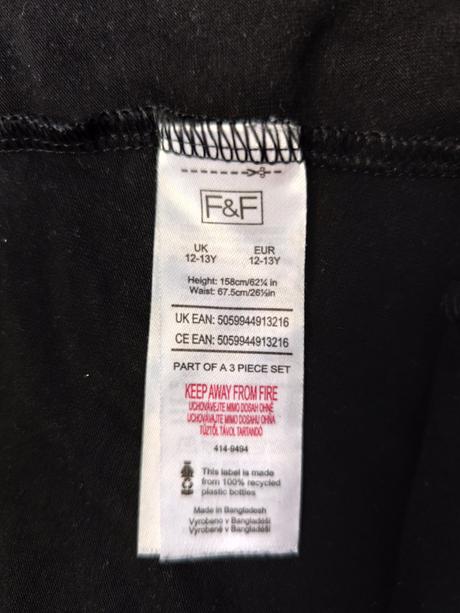 F&F
UK EUR
12-13Y 12-13Y
Height: 158cm/62¼ in
Waist: 67.5cm/26½in
UK EAN: 5059944913216
CE EAN: 5059944913216
PART OF A 3 PIECE SET
KEEP AWAY FROM FIRE
UCHOVÁVEJTE MIMO DOSAH OHNĚ
UCHOVÁVAJTE MIMO DOSAHU OHŇA
TŰZTŐL TÁVOL TARTANDÓ
414-9494
This label is made
from 100% recycled
plastic bottles
Made in Bangladesh
Vyrobeno v Bangladéši
Vyrobené v Bangladéši